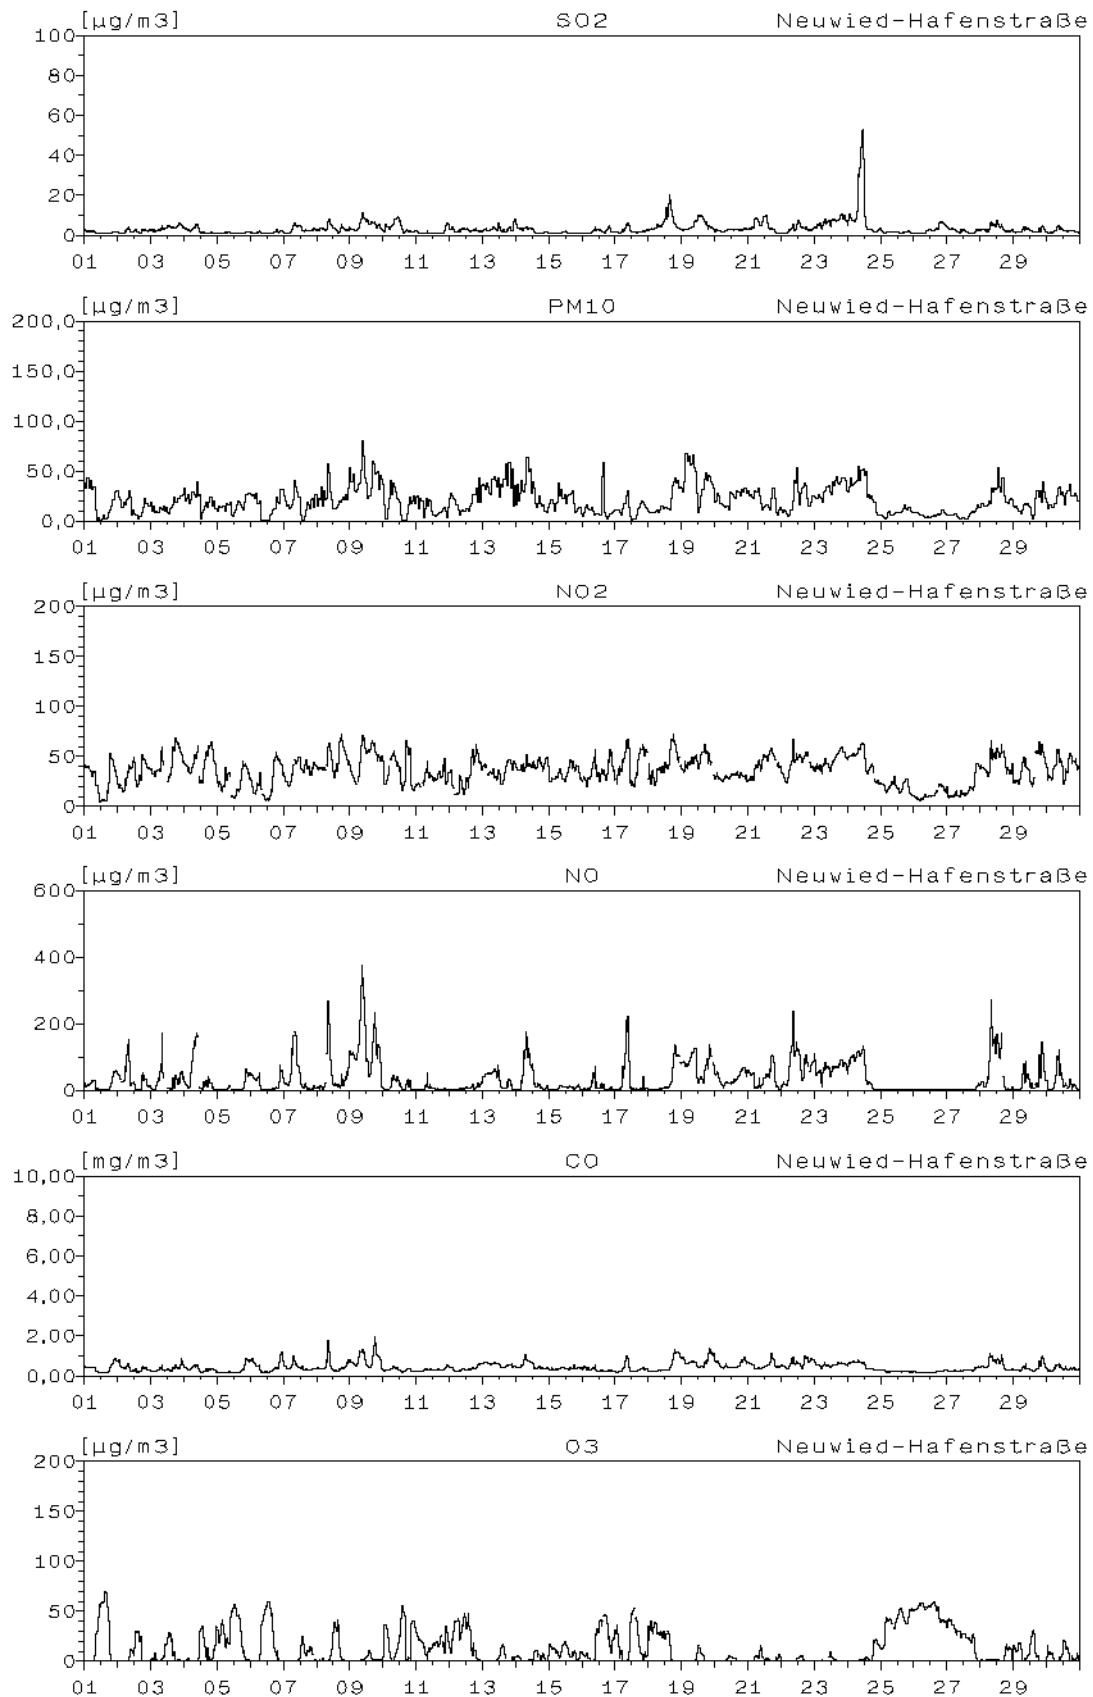 [µg/m3] SO2 Neuwied-Hafenstraße
100
80
60
40
20
0
01 03 05 07 09 11 13 15 17 19 21 23 25 27 29
[µg/m3] PM10 Neuwied-Hafenstraße
200,0
150,0
100,0
50,0
0,0
01 03 05 07 09 11 13 15 17 19 21 23 25 27 29
[µg/m3] NO2 Neuwied-Hafenstraße
200
150
100
50
0
01 03 05 07 09 11 13 15 17 19 21 23 25 27 29
[µg/m3] NO Neuwied-Hafenstraße
600
400
200
0
01 03 05 07 09 11 13 15 17 19 21 23 25 27 29
[mg/m3] CO Neuwied-Hafenstraße
10,00
8,00
6,00
4,00
2,00
0,00
01 03 05 07 09 11 13 15 17 19 21 23 25 27 29
[µg/m3] O3 Neuwied-Hafenstraße
200
150
100
50
0
01 03 05 07 09 11 13 15 17 19 21 23 25 27 29